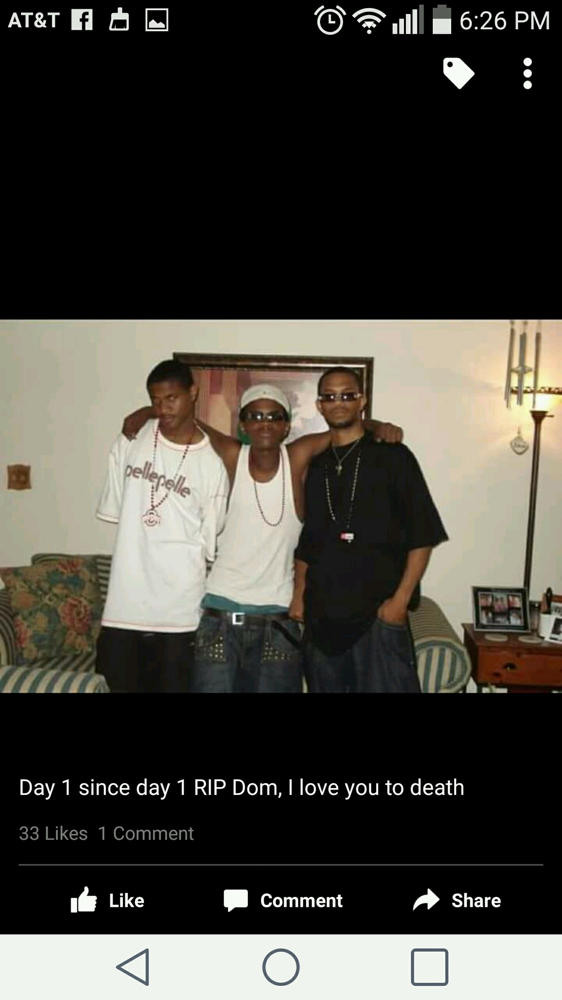 AT&T 6:26 PM
pellepelle
Day 1 since day 1 RIP Dom, I love you to death
33 Likes 1 Comment
Like Comment Share